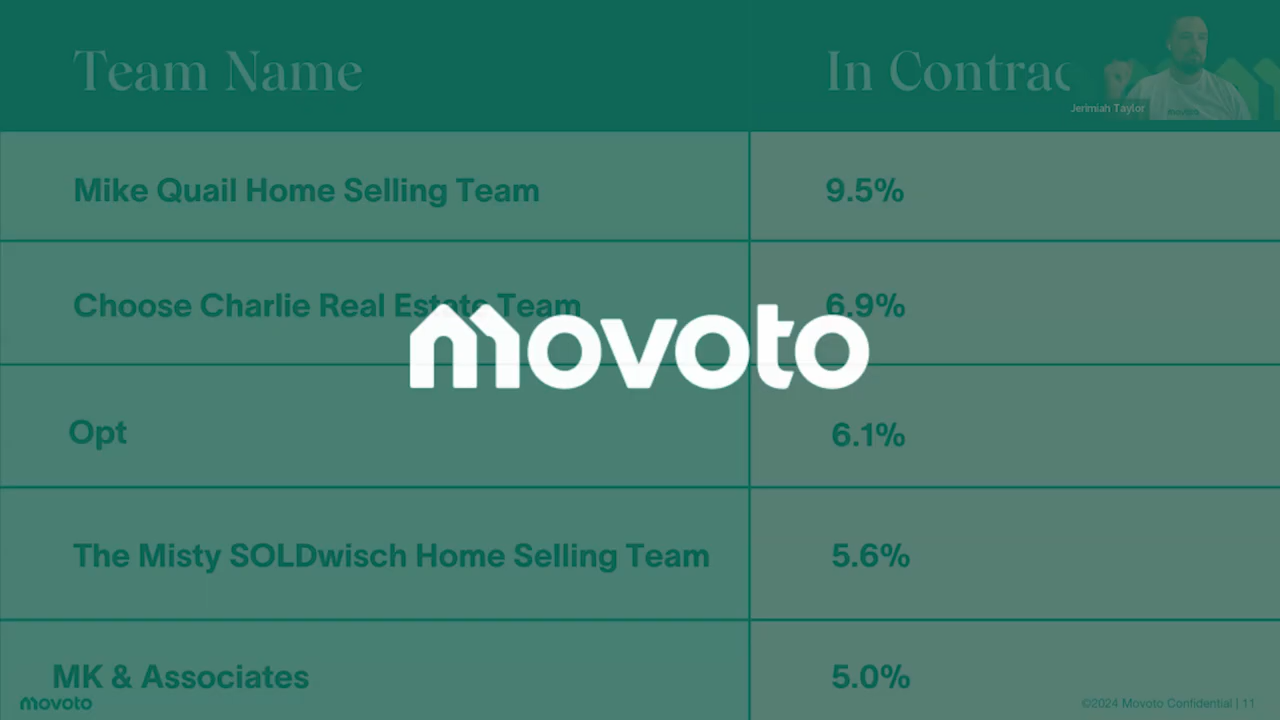 Team Name
In Contrac
Jerimiah Taylor
movoto
Mike Quail Home Selling Team
9.5%
Choose Charlie Real Estate Team
6.9%
movoto
Opt
6.1%
The Misty SOLDwisch Home Selling Team
5.6%
MK & Associates
5.0%
movoto
©2024 Movoto Confidential | 11